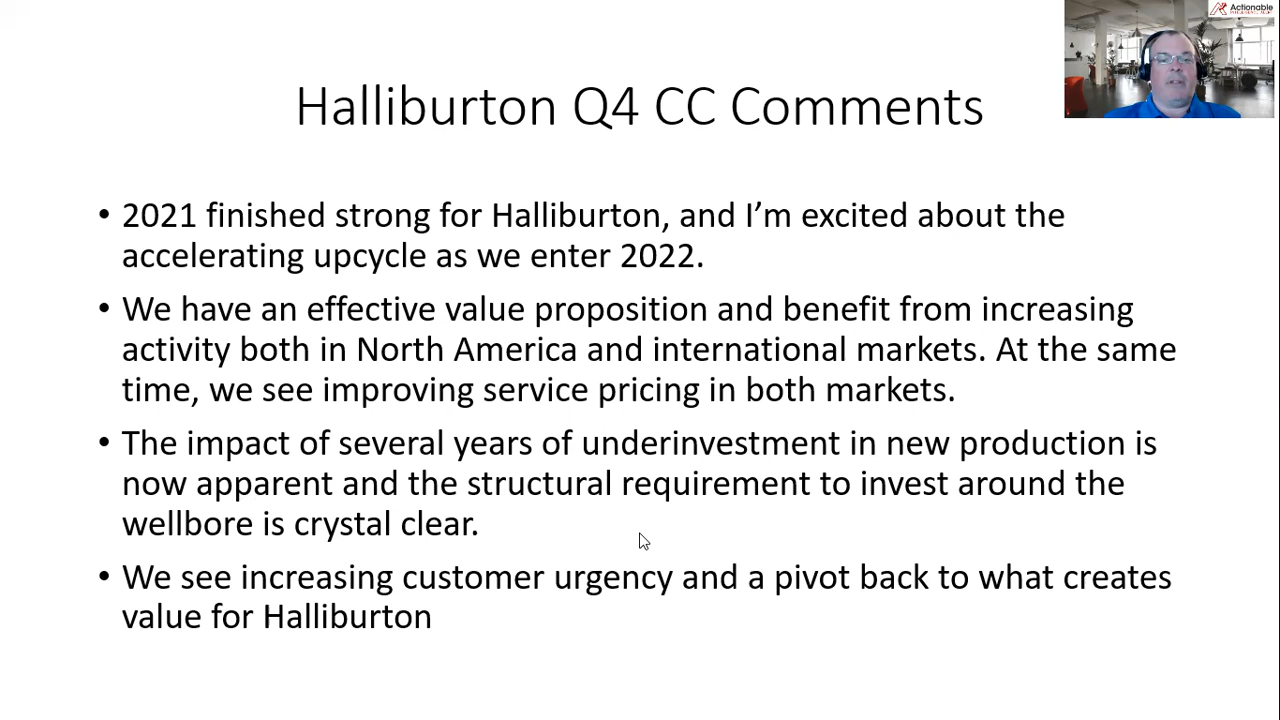 Actionable
Halliburton Q4 CC Comments
• 2021 finished strong for Halliburton, and I’m excited about the
accelerating upcycle as we enter 2022.
• We have an effective value proposition and benefit from increasing
activity both in North America and international markets. At the same
time, we see improving service pricing in both markets.
• The impact of several years of underinvestment in new production is
now apparent and the structural requirement to invest around the
wellbore is crystal clear.
• We see increasing customer urgency and a pivot back to what creates
value for Halliburton